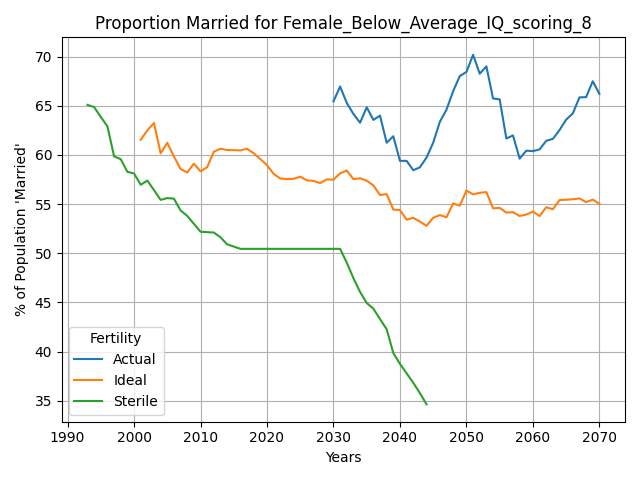 Proportion Married for Female_Below_Average_IQ_scoring_8
% of Population 'Married'
70
65
60
55
50
45
40
35
Fertility
Actual
Ideal
Sterile
1990 2000 2010 2020 2030 2040 2050 2060 2070
Years